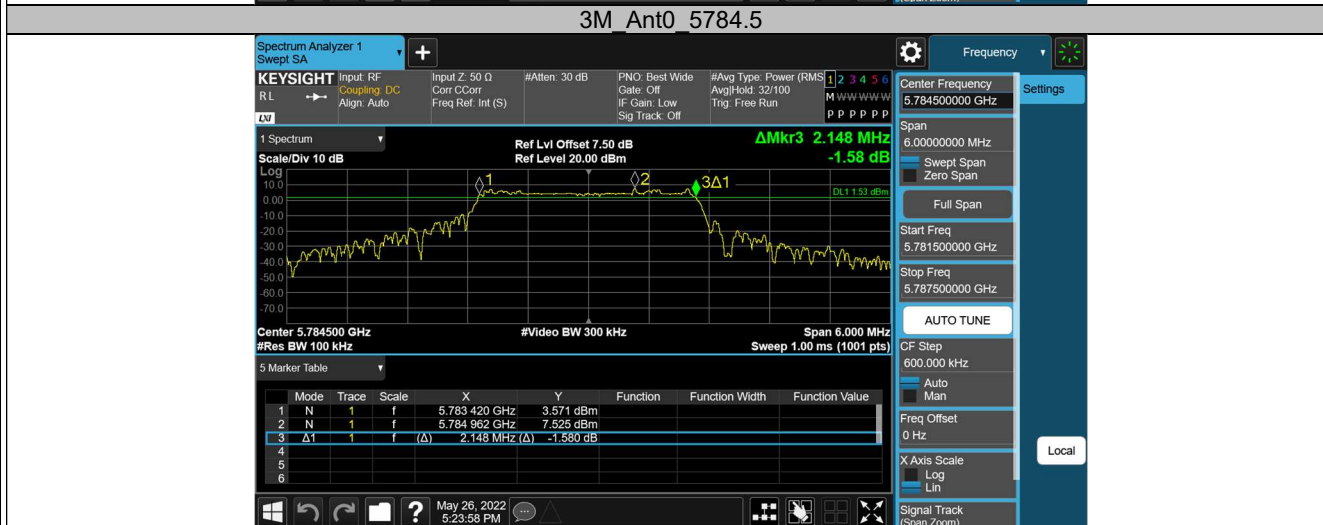 3M_Ant0_5784.5
Spectrum Analyzer 1
Swept SA
+
Frequency
KEYSIGHT
RL
LXI
Input: RF
Coupling: DC
Align: Auto
Input Z: 50 Ω
Corr CCorr
Freq Ref: Int (S)
#Atten: 30 dB
PNO: Best Wide
Gate: Off
IF Gain: Low
Sig Track: Off
#Avg Type: Power (RMS
Avg|Hold: 32/100
Trig: Free Run
1 2 3 4 5 6
M W W W W W
P P P P P P
1 Spectrum
Scale/Div 10 dB
Ref Lvl Offset 7.50 dB
Ref Level 20.00 dBm
ΔMkr3 2.148 MHz
-1.58 dB
Log
10.0
0.00
-10.0
-20.0
-30.0
-40.0
-50.0
-60.0
-70.0
1
2
3Δ1
DL1 1.53 dBm
Center 5.784500 GHz
#Res BW 100 kHz
#Video BW 300 kHz
Span 6.000 MHz
Sweep 1.00 ms (1001 pts)
5 Marker Table
Mode Trace Scale X Y Function Function Width Function Value
1 N 1 f 5.783 420 GHz 3.571 dBm
2 N 1 f 5.784 962 GHz 7.525 dBm
3 Δ1 1 f (Δ) 2.148 MHz (Δ) -1.580 dB
4
5
6
?
May 26, 2022
5:23:58 PM
Center Frequency
5.784500000 GHz
Span
6.00000000 MHz
Swept Span
Zero Span
Full Span
Start Freq
5.781500000 GHz
Stop Freq
5.787500000 GHz
AUTO TUNE
CF Step
600.000 kHz
Auto
Man
Freq Offset
0 Hz
X Axis Scale
Log
Lin
Signal Track
(Span Zoom)
Settings
Local